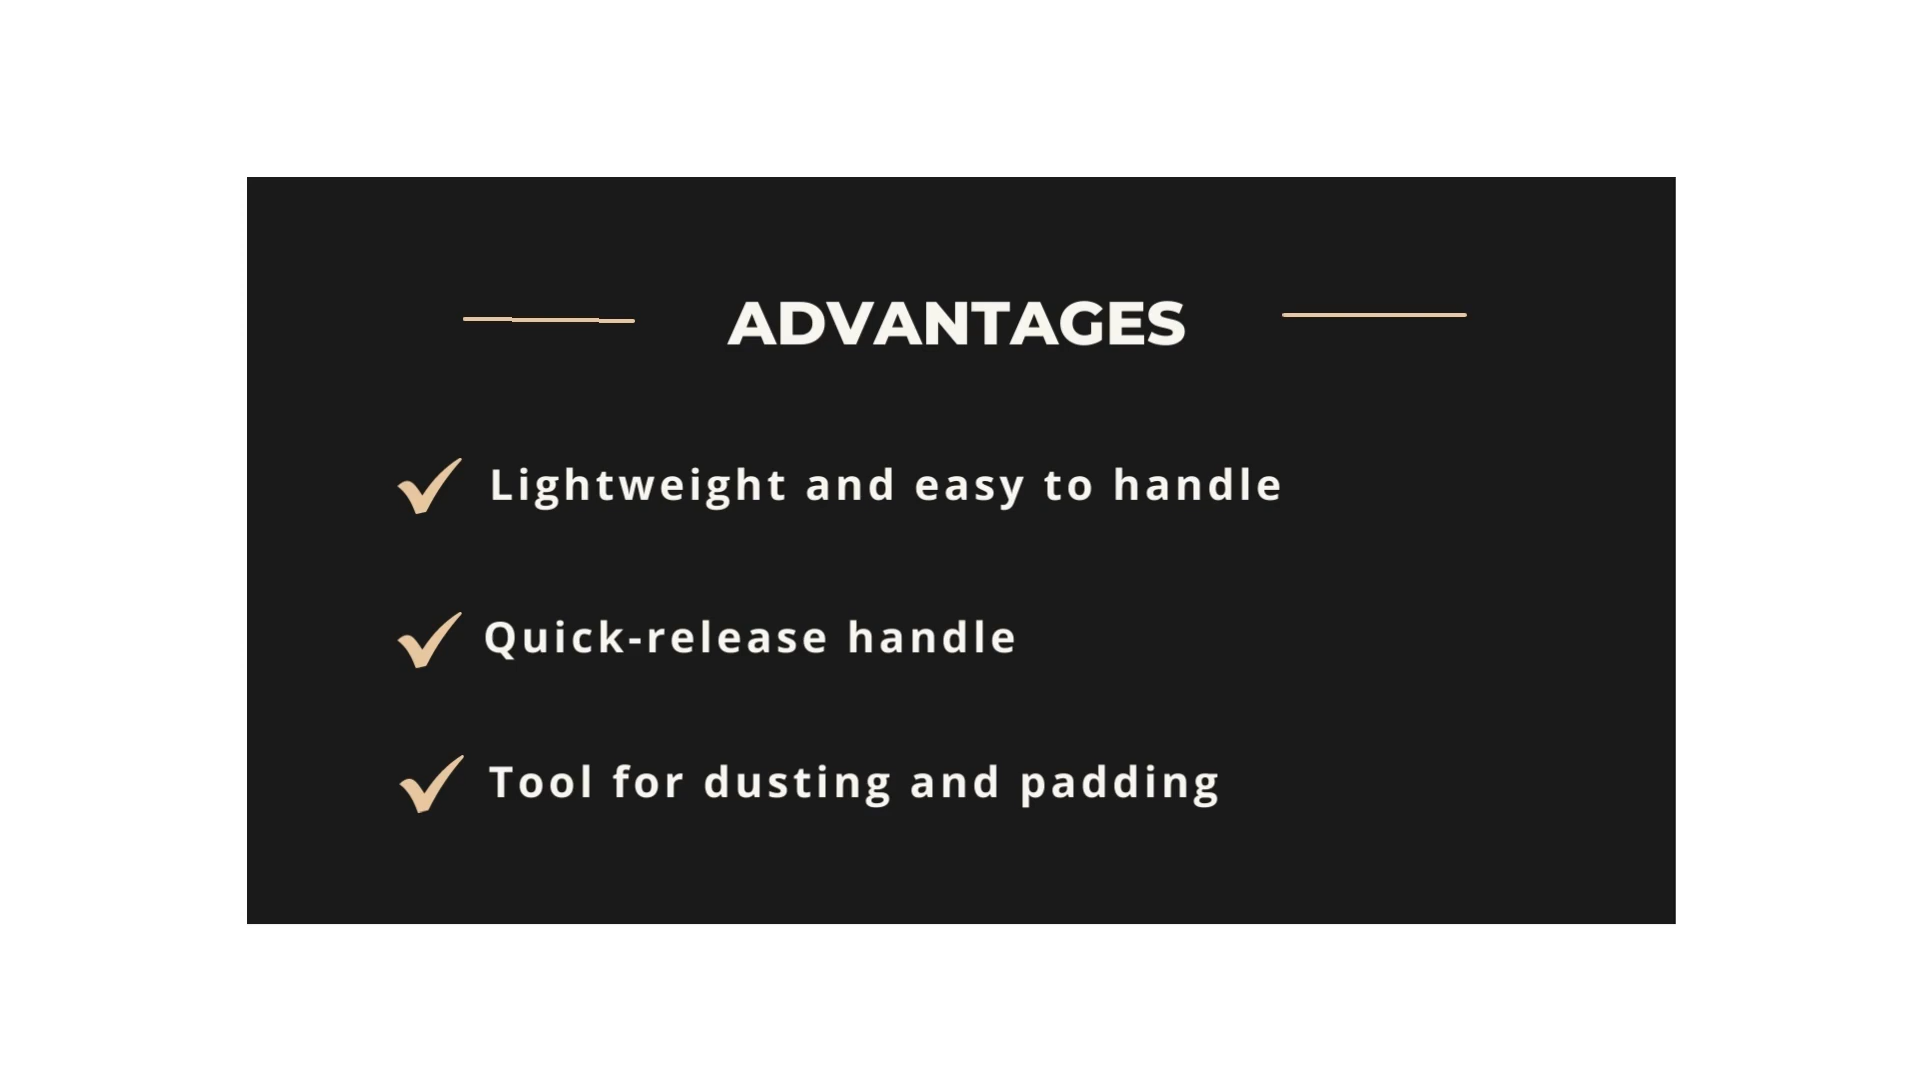 ADVANTAGES
Lightweight and easy to handle
Quick-release handle
Tool for dusting and padding